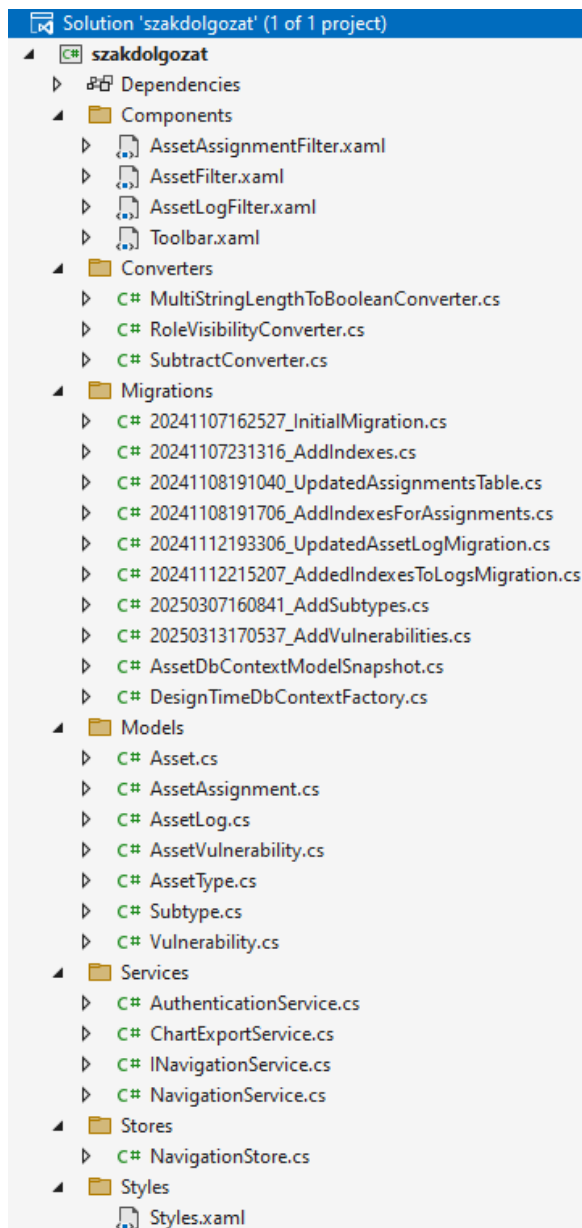 Solution 'szakdolgozat' (1 of 1 project)
C# szakdolgozat
Dependencies
Components
AssetAssignmentFilter.xaml
AssetFilter.xaml
AssetLogFilter.xaml
Toolbar.xaml
Converters
C# MultiStringLengthToBooleanConverter.cs
C# RoleVisibilityConverter.cs
C# SubtractConverter.cs
Migrations
C# 20241107162527_InitialMigration.cs
C# 20241107231316_AddIndexes.cs
C# 20241108191040_UpdatedAssignmentsTable.cs
C# 20241108191706_AddIndexesForAssignments.cs
C# 20241112193306_UpdatedAssetLogMigration.cs
C# 20241112215207_AddedIndexesToLogsMigration.cs
C# 20250307160841_AddSubtypes.cs
C# 20250313170537_AddVulnerabilities.cs
C# AssetDbContextModelSnapshot.cs
C# DesignTimeDbContextFactory.cs
Models
C# Asset.cs
C# AssetAssignment.cs
C# AssetLog.cs
C# AssetVulnerability.cs
C# AssetType.cs
C# Subtype.cs
C# Vulnerability.cs
Services
C# AuthenticationService.cs
C# ChartExportService.cs
C# INavigationService.cs
C# NavigationService.cs
Stores
C# NavigationStore.cs
Styles
Styles.xaml